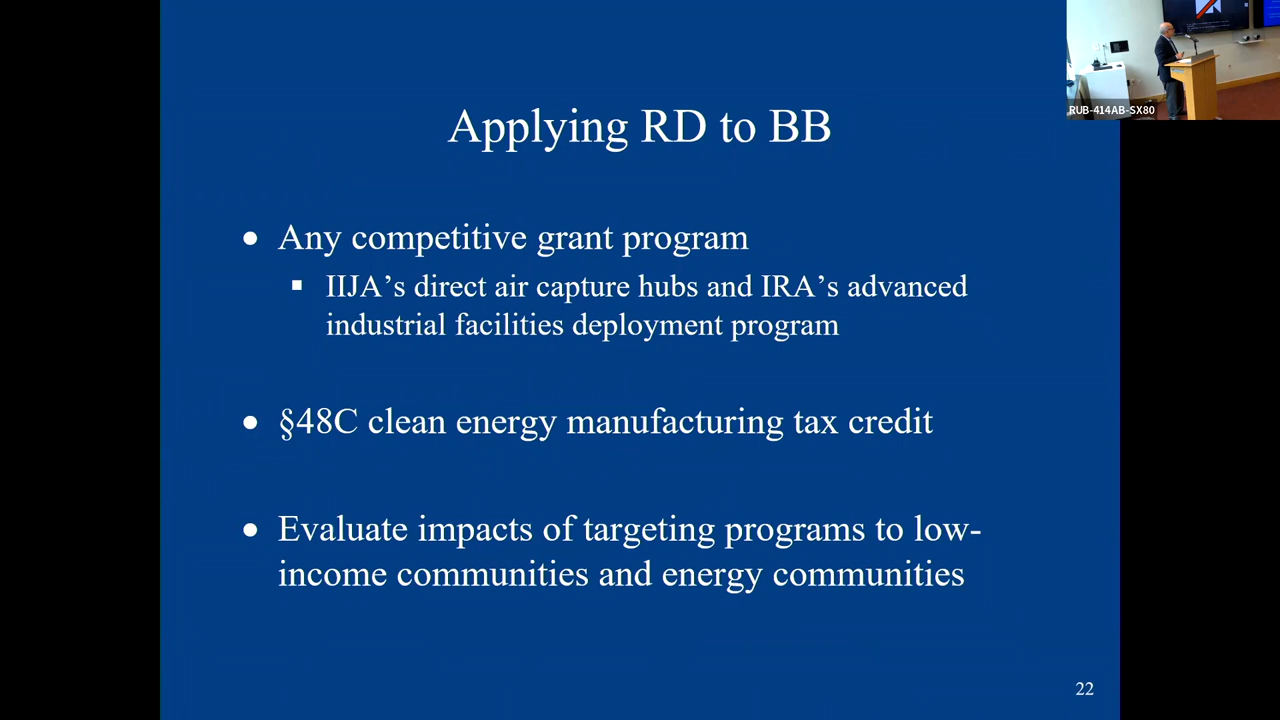 RUB-414AB-SX80
Applying RD to BB
• Any competitive grant program
▪ IIJA's direct air capture hubs and IRA's advanced
industrial facilities deployment program
• §48C clean energy manufacturing tax credit
• Evaluate impacts of targeting programs to low-
income communities and energy communities
22